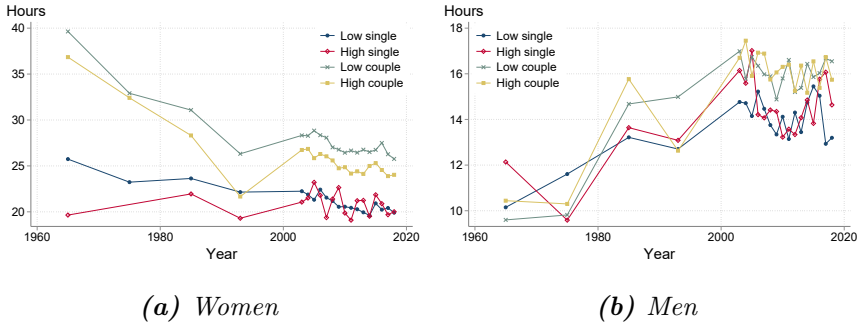 Hours
40
35
30
25
20
1960
1980
2000
2020
Year
Low single
High single
Low couple
High couple
(a) Women
Hours
18
16
14
12
10
1960
1980
2000
2020
Year
Low single
High single
Low couple
High couple
(b) Men